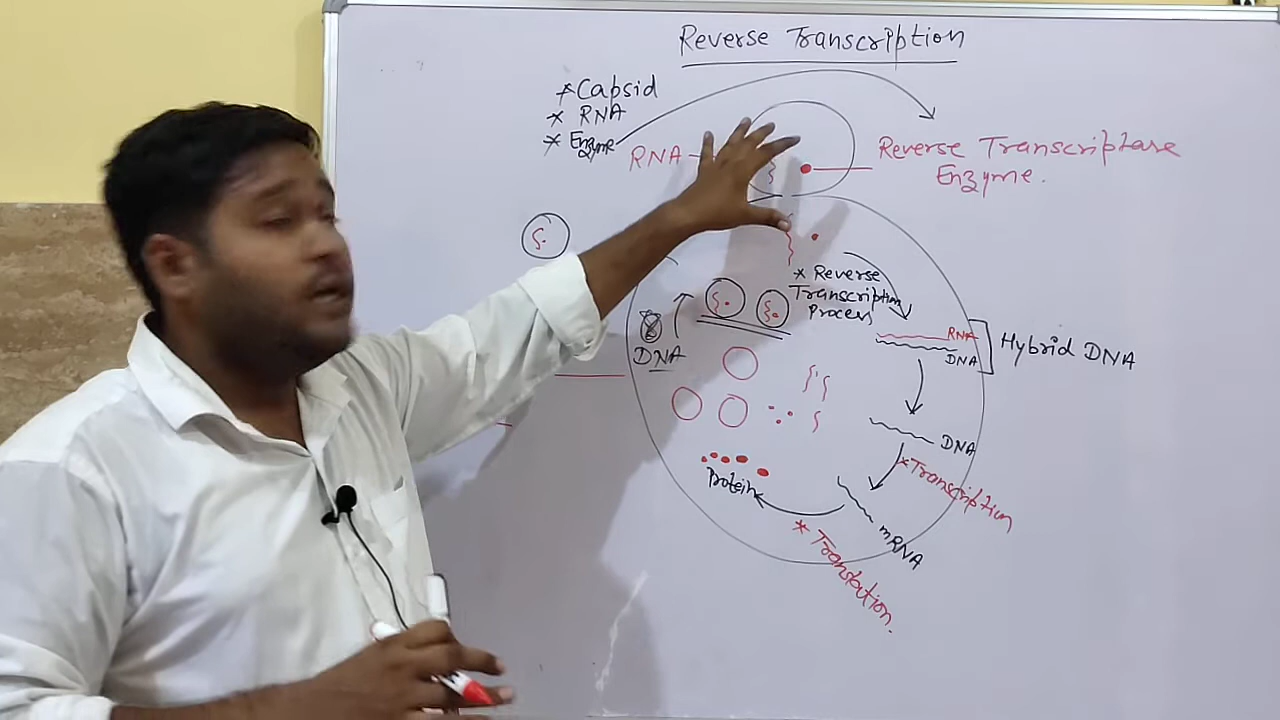 Reverse Transcription
* Capsid
* RNA
* Enzyme
RNA
Reverse Transcriptase
Enzyme.
* Reverse
Transcription
Process
DNA
RNA
DNA
Hybrid DNA
DNA
* Transcription
Protein
mRNA
* Translation.